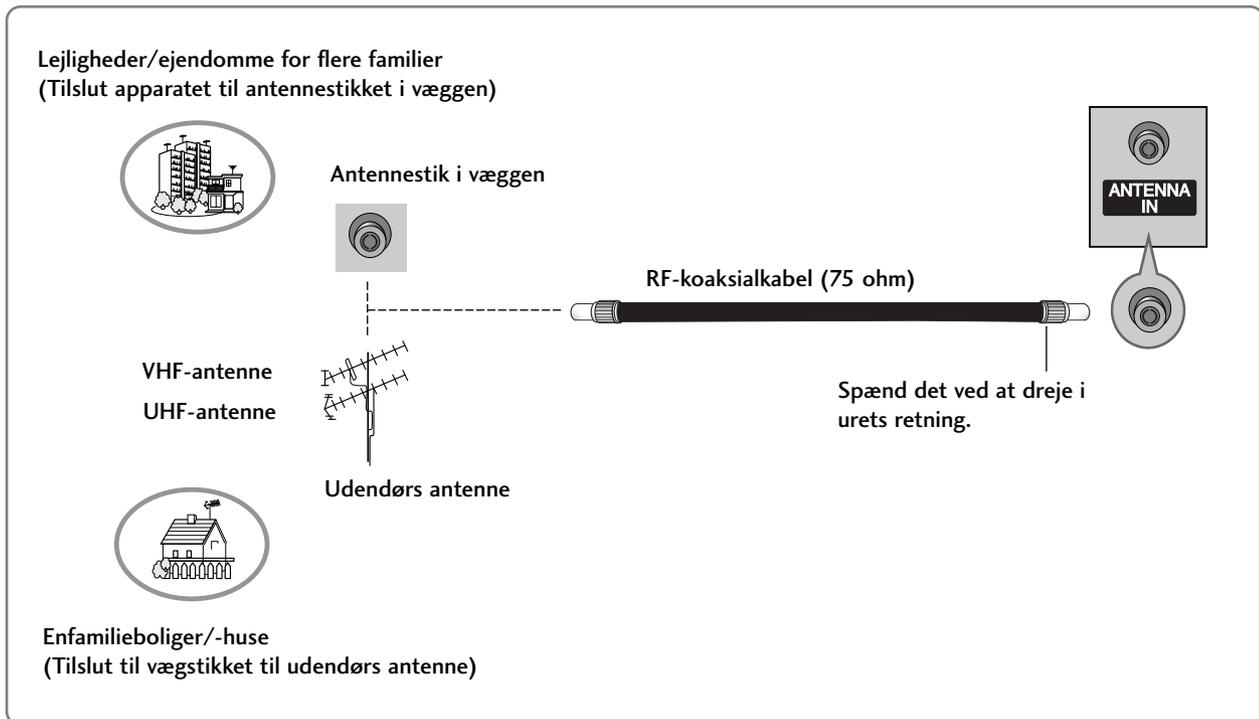 Lejligheder/ejendomme for flere familier
(Tilslut apparatet til antennestikket i væggen)
Antennestik i væggen
ANTENNA
IN
RF-koaksialkabel (75 ohm)
VHF-antenne
UHF-antenne
Spænd det ved at dreje i
urets retning.
Udendørs antenne
Enfamilieboliger/-huse
(Tilslut til vægstikket til udendørs antenne)